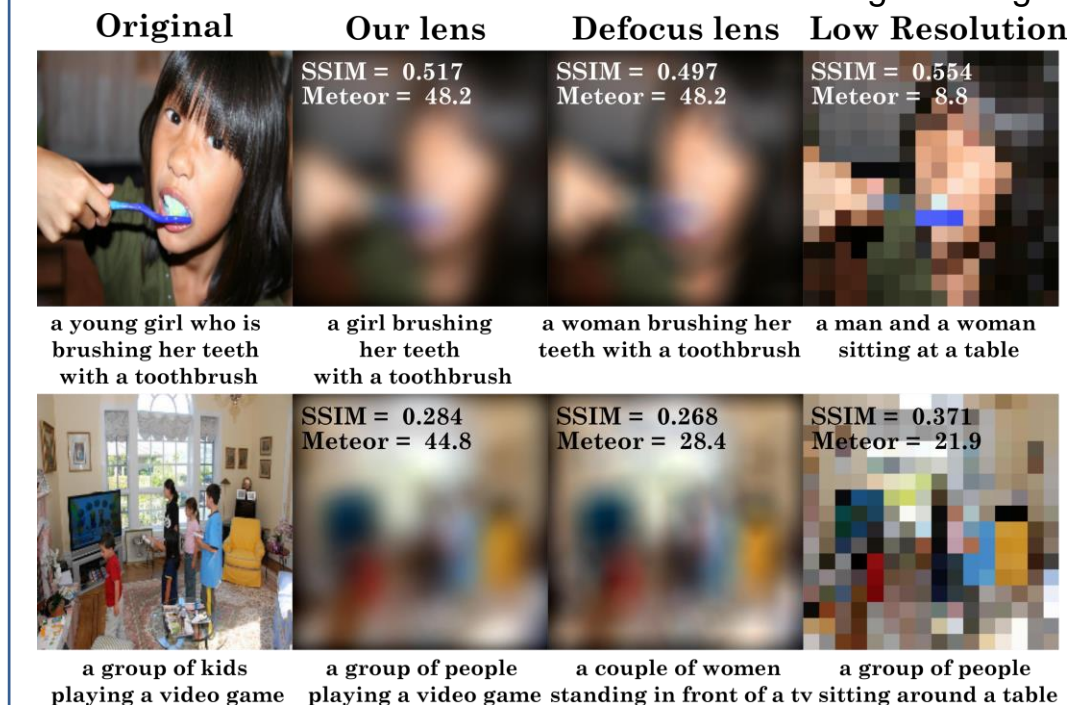 Original Our lens Defocus lens Low Resolution
SSIM = 0.517
Meteor = 48.2
SSIM = 0.497
Meteor = 48.2
SSIM = 0.554
Meteor = 8.8
a young girl who is
brushing her teeth
with a toothbrush
a girl brushing
her teeth
with a toothbrush
a woman brushing her
teeth with a toothbrush
a man and a woman
sitting at a table
SSIM = 0.284
Meteor = 44.8
SSIM = 0.268
Meteor = 28.4
SSIM = 0.371
Meteor = 21.9
a group of kids
playing a video game
a group of people
playing a video game
a couple of women
standing in front of a tv
a group of people
sitting around a table